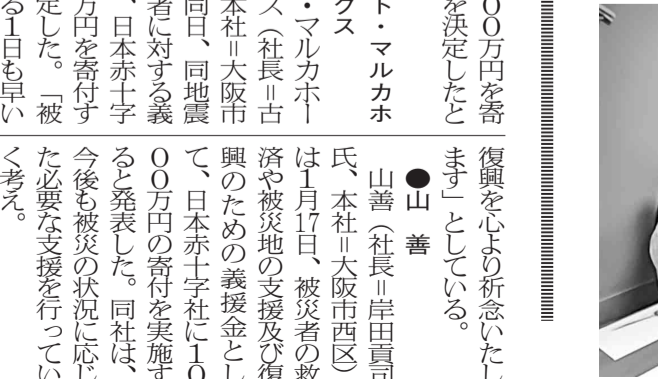 ００万円を寄
を決定したと
ト・マルカホ
クス
・マルカホー
ス（社長＝古
本社＝大阪市
同日、同地震
者に対する義
、日本赤十字
万円を寄付す
定した。「被
る１日も早い
復興を心より祈念いたし
ます」としている。
●山　善
山善（社長＝岸田貢司
氏、本社＝大阪市西区）
は１月17日、被災者の救
済や被災地の支援及び復
興のための義援金とし
て、日本赤十字社に１０
００万円の寄付を実施す
ると発表した。同社は、
今後も被災の状況に応じ
た必要な支援を行ってい
く考え。